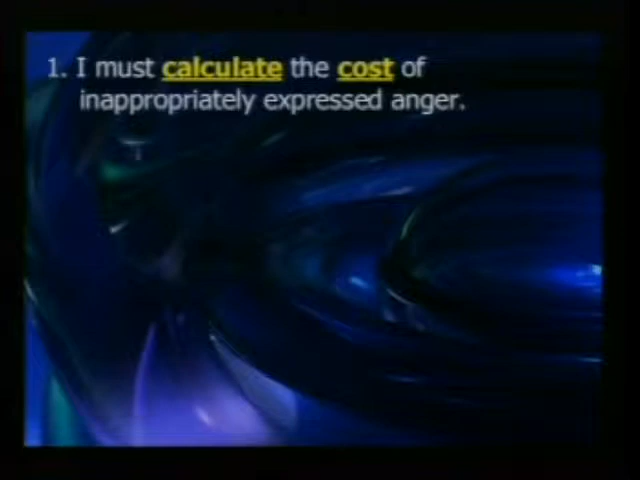 1. I must calculate the cost of
inappropriately expressed anger.